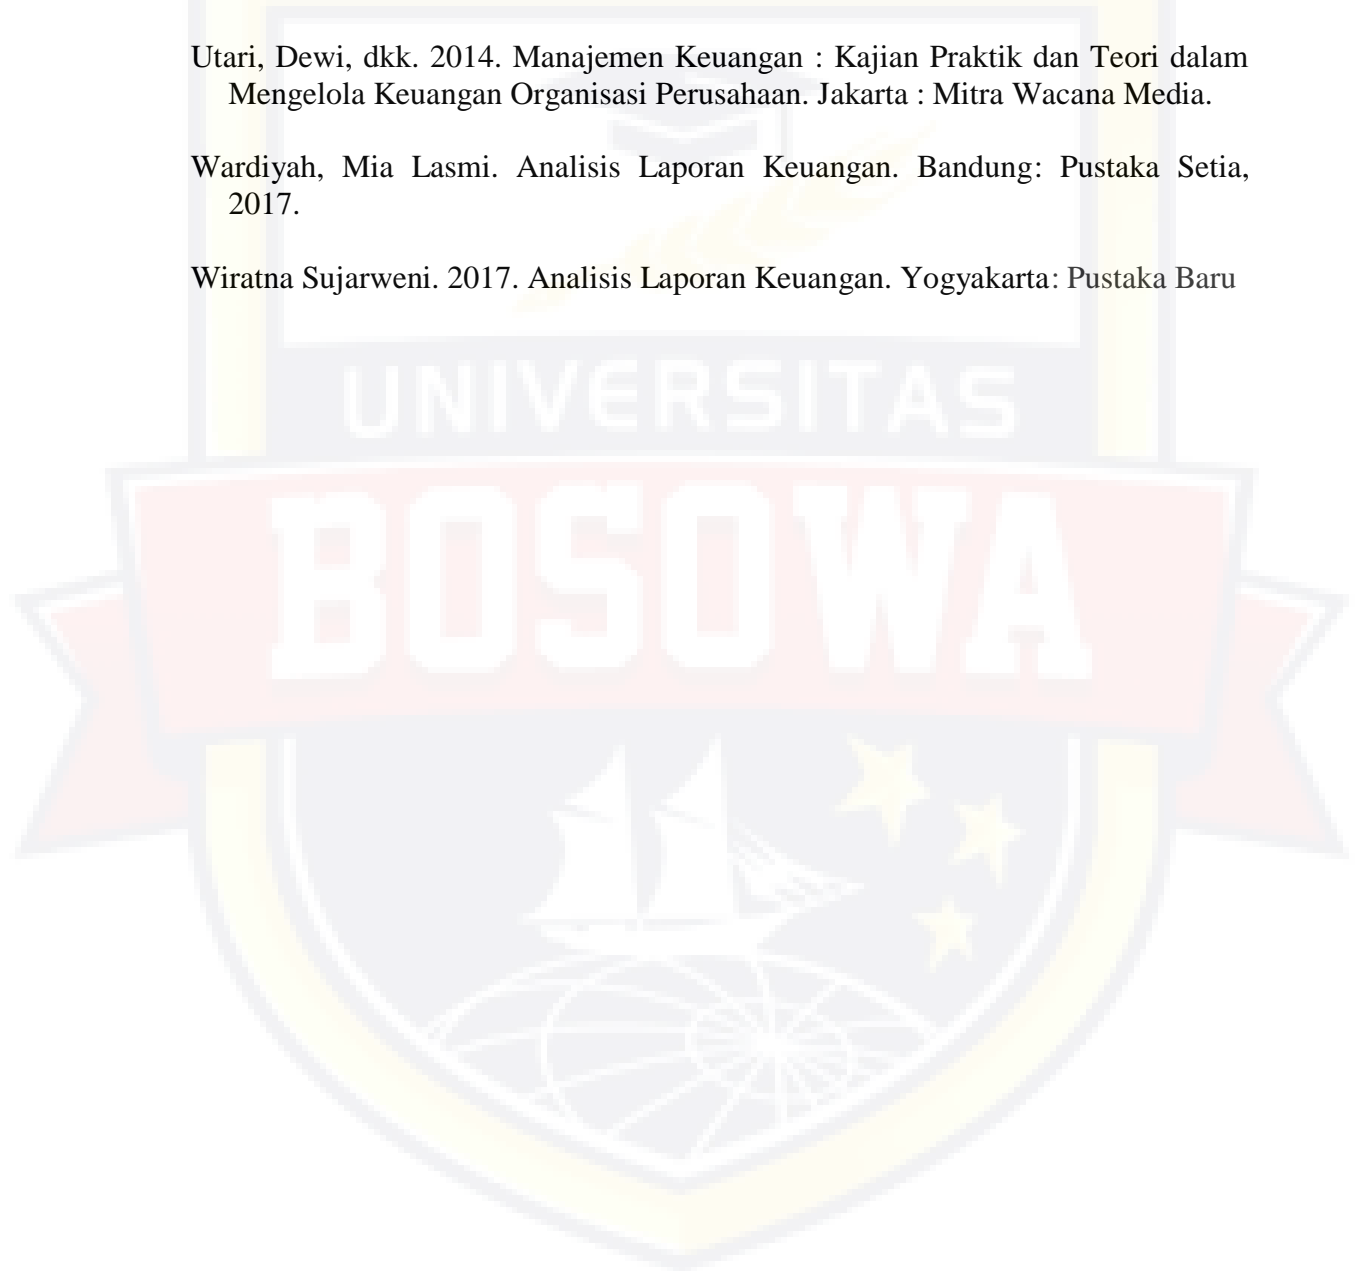 Utari, Dewi, dkk. 2014. Manajemen Keuangan : Kajian Praktik dan Teori dalam
Mengelola Keuangan Organisasi Perusahaan. Jakarta : Mitra Wacana Media.
Wardiyah, Mia Lasmi. Analisis Laporan Keuangan. Bandung: Pustaka Setia,
2017.
Wiratna Sujarweni. 2017. Analisis Laporan Keuangan. Yogyakarta: Pustaka Baru
UNIVERSITAS
BOSOWA